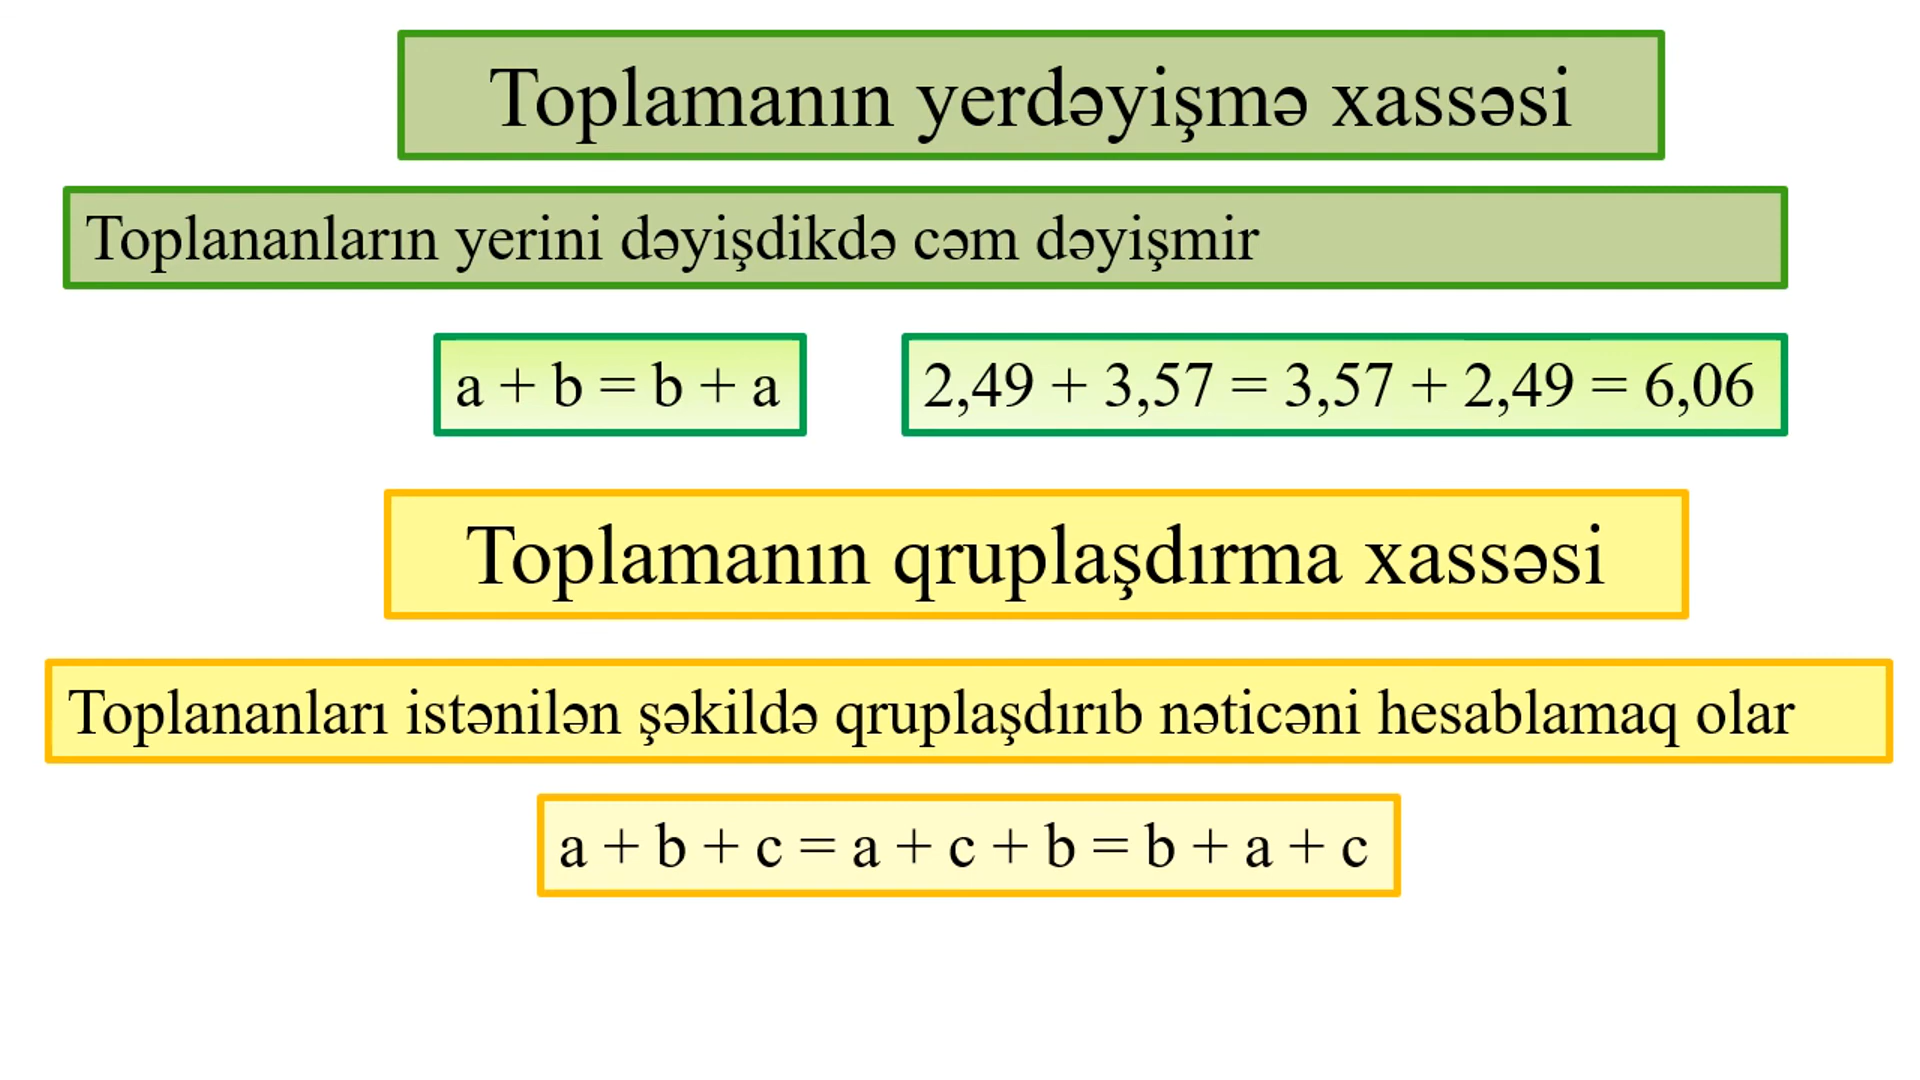 Toplamanın yerdəyişmə xassəsi
Toplananların yerini dəyişdikdə cəm dəyişmir
a + b = b + a
2,49 + 3,57 = 3,57 + 2,49 = 6,06
Toplamanın qruplaşdırma xassəsi
Toplananları istənilən şəkildə qruplaşdırıb nəticəni hesablamaq olar
a + b + c = a + c + b = b + a + c